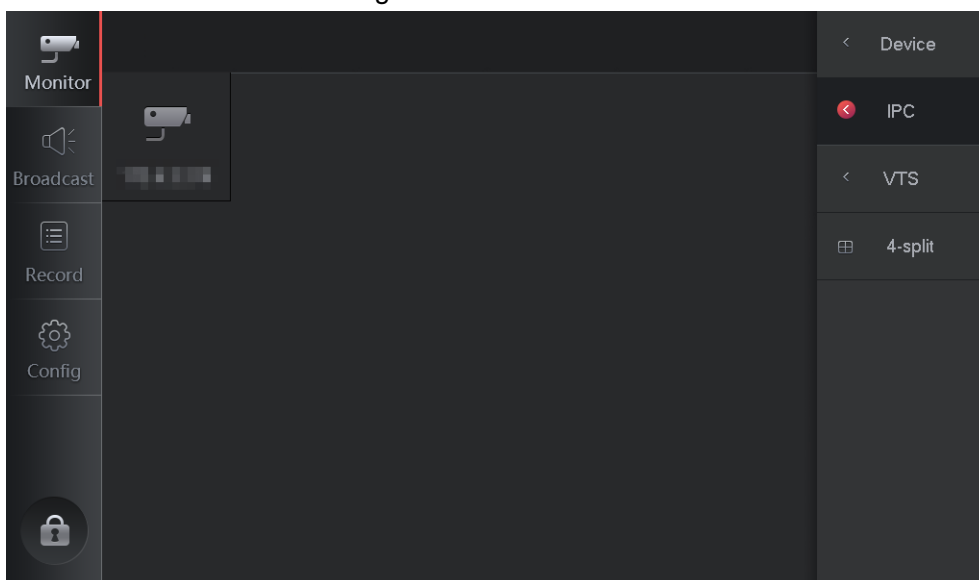 Monitor
Broadcast
Record
Config
Device
IPC
VTS
4-split